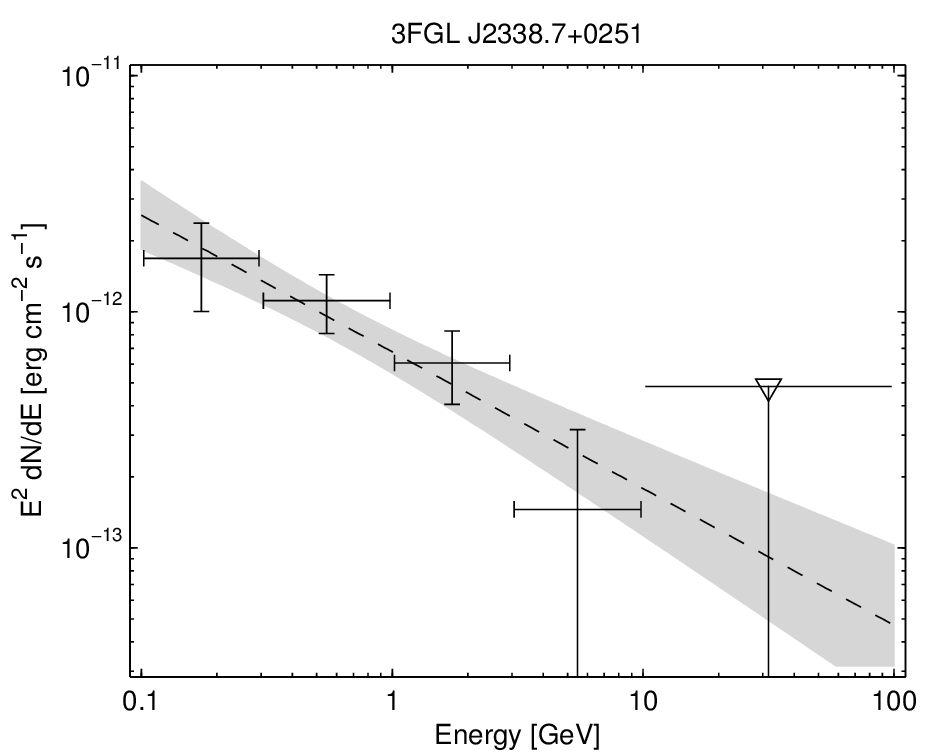 3FGL J2338.7+0251
10⁻¹¹
10⁻¹²
10⁻¹³
E² dN/dE [erg cm⁻² s⁻¹]
0.1 1 10 100
Energy [GeV]